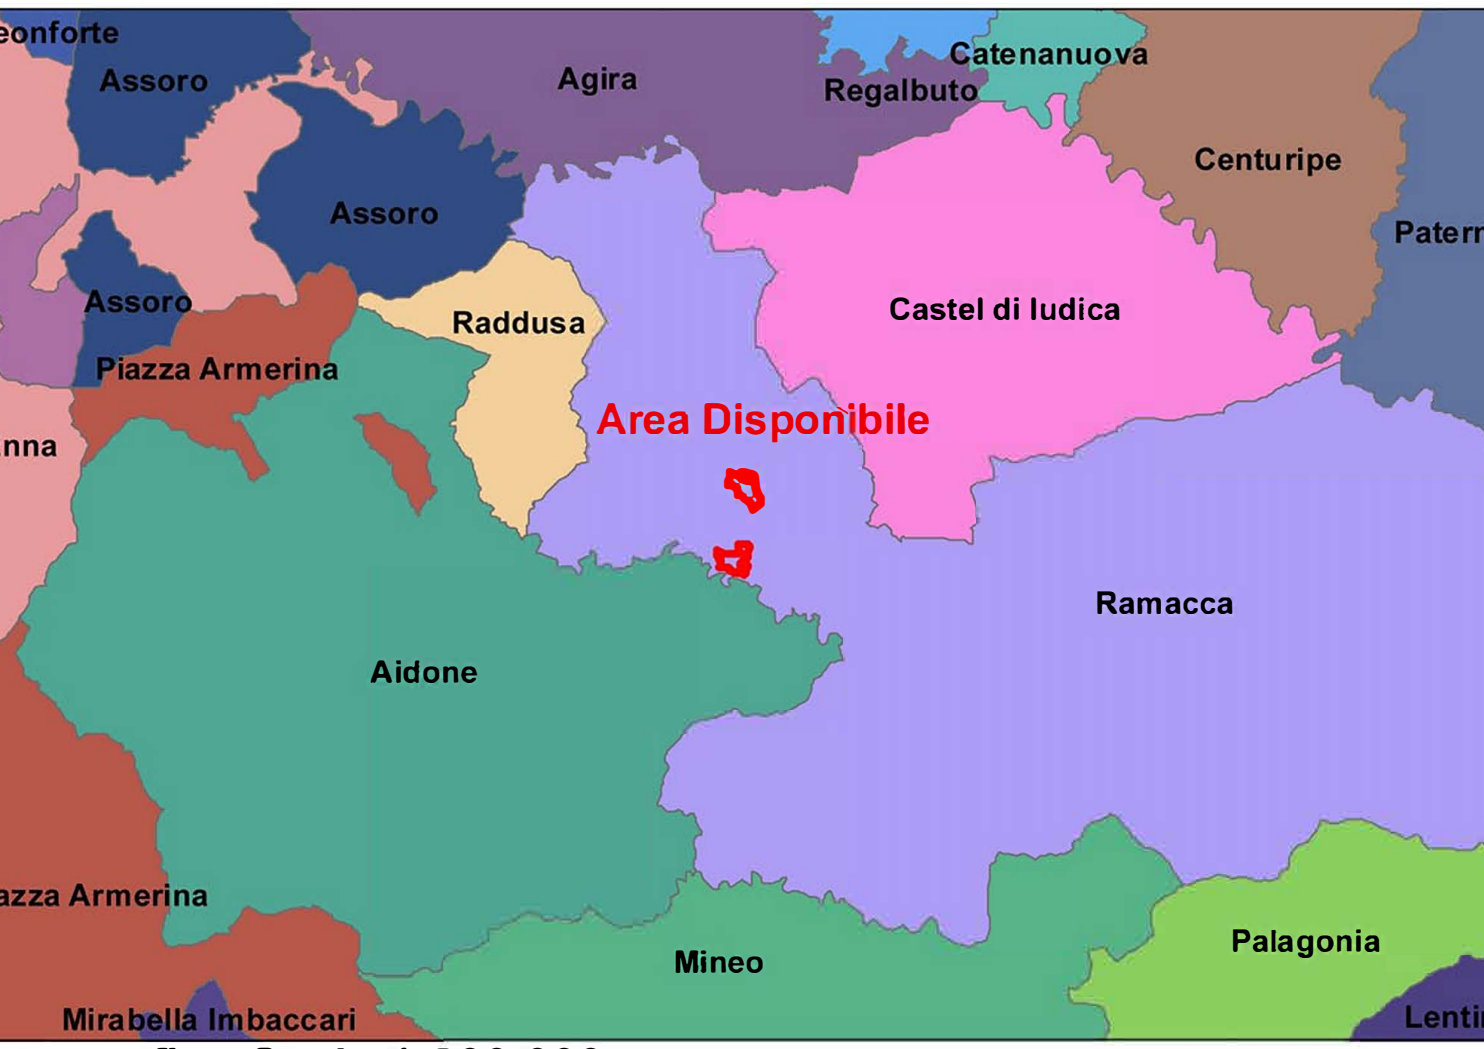 eonforte
Assoro
Agira
Catenanuova
Regalbuto
Centuripe
Assoro
Patern
Assoro
Castel di Iudica
Raddusa
Piazza Armerina
Area Disponibile
nna
Ramacca
Aidone
azza Armerina
Palagonia
Mineo
Mirabella Imbaccari
Lenti